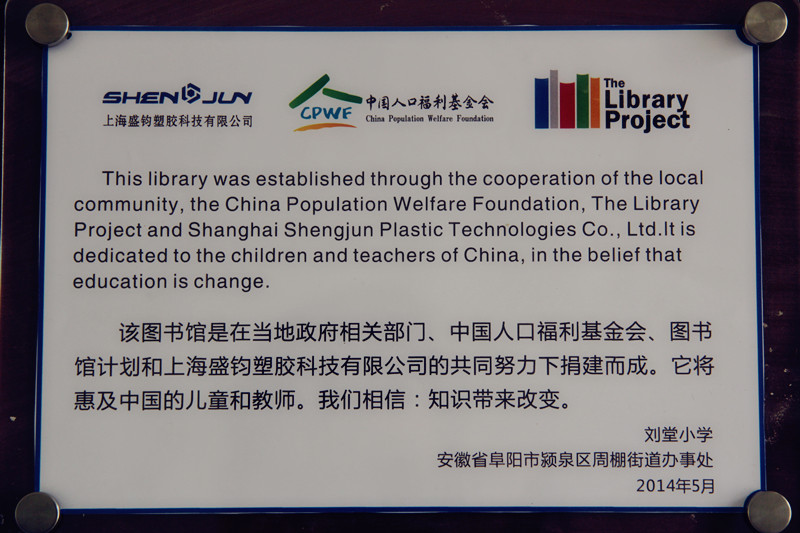 SHENJUN
上海盛钧塑胶科技有限公司
CPWF
中国人口福利基金会
China Population Welfare Foundation
The
Library
Project
This library was established through the cooperation of the local
community, the China Population Welfare Foundation, The Library
Project and Shanghai Shengjun Plastic Technologies Co., Ltd.It is
dedicated to the children and teachers of China, in the belief that
education is change.
该图书馆是在当地政府相关部门、中国人口福利基金会、图书
馆计划和上海盛钧塑胶科技有限公司的共同努力下捐建而成。它将
惠及中国的儿童和教师。我们相信：知识带来改变。
刘堂小学
安徽省阜阳市颍泉区周棚街道办事处
2014年5月